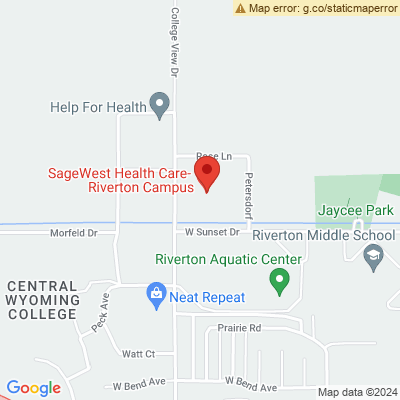 Map error: g.co/staticmaperror
College View Dr
Help For Health
Rose Ln
SageWest Health Care-
Riverton Campus
Petersdorf
Jaycee Park
Morfeld Dr
W Sunset Dr
Riverton Middle School
Riverton Aquatic Center
CENTRAL
WYOMING
COLLEGE
Peck Ave
Neat Repeat
Prairie Rd
Watt Ct
W Bend Ave
W Bend Ave
Google
Map data ©2024